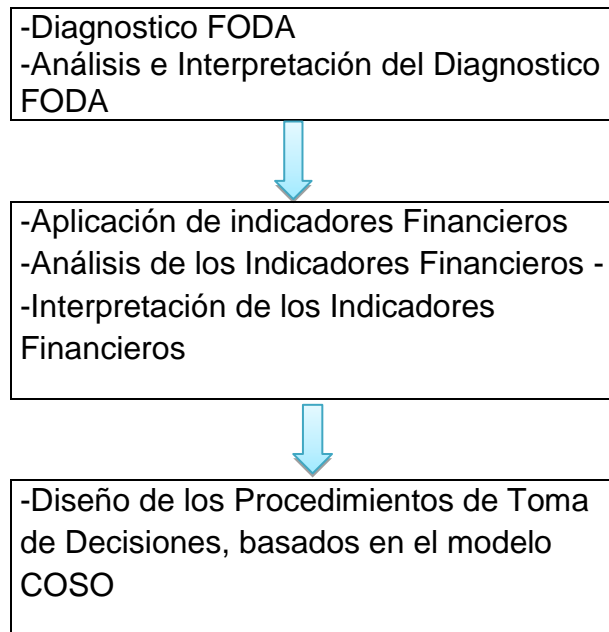 -Diagnostico FODA
-Análisis e Interpretación del Diagnostico
FODA
-Aplicación de indicadores Financieros
-Análisis de los Indicadores Financieros -
-Interpretación de los Indicadores
Financieros
-Diseño de los Procedimientos de Toma
de Decisiones, basados en el modelo
COSO